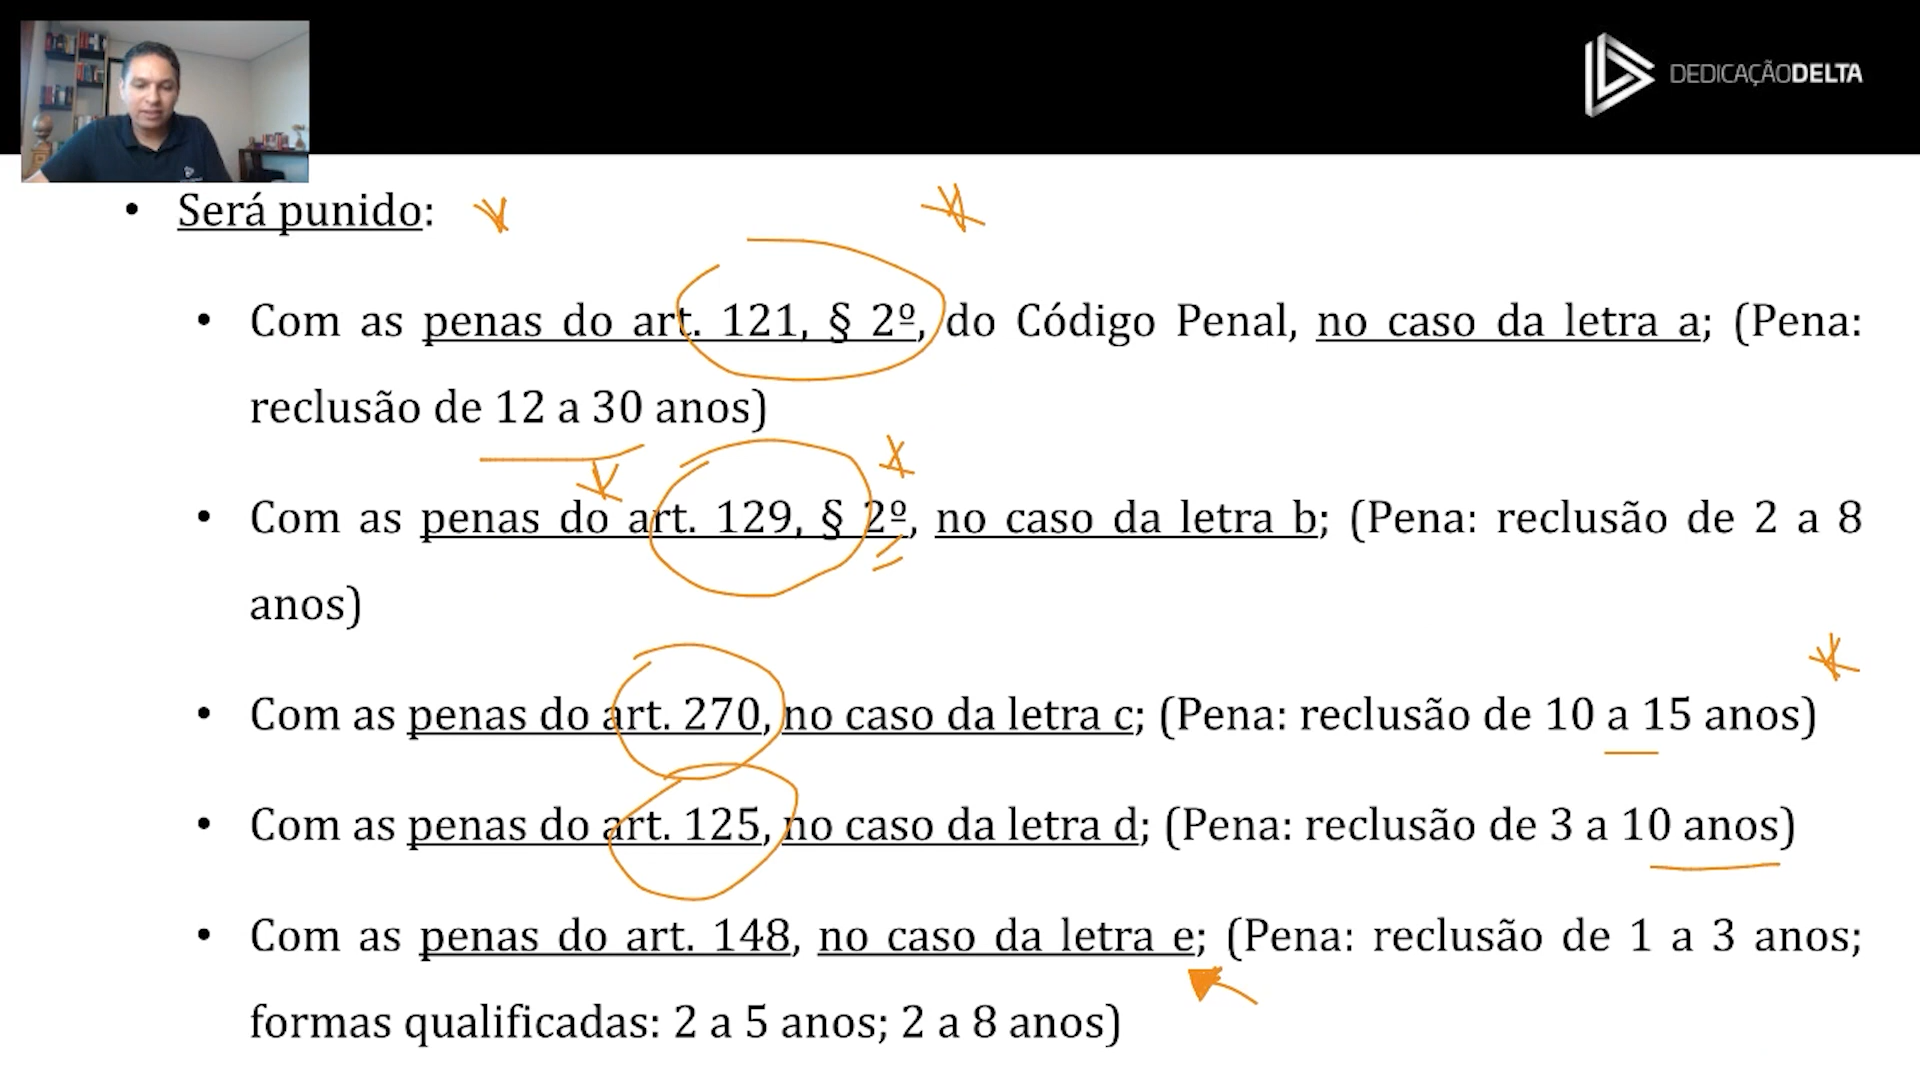 DEDICAÇÃODELTA
• Será punido:
• Com as penas do art. 121, § 2º, do Código Penal, no caso da letra a; (Pena:
reclusão de 12 a 30 anos)
• Com as penas do art. 129, § 2º, no caso da letra b; (Pena: reclusão de 2 a 8
anos)
• Com as penas do art. 270, no caso da letra c; (Pena: reclusão de 10 a 15 anos)
• Com as penas do art. 125, no caso da letra d; (Pena: reclusão de 3 a 10 anos)
• Com as penas do art. 148, no caso da letra e; (Pena: reclusão de 1 a 3 anos;
formas qualificadas: 2 a 5 anos; 2 a 8 anos)